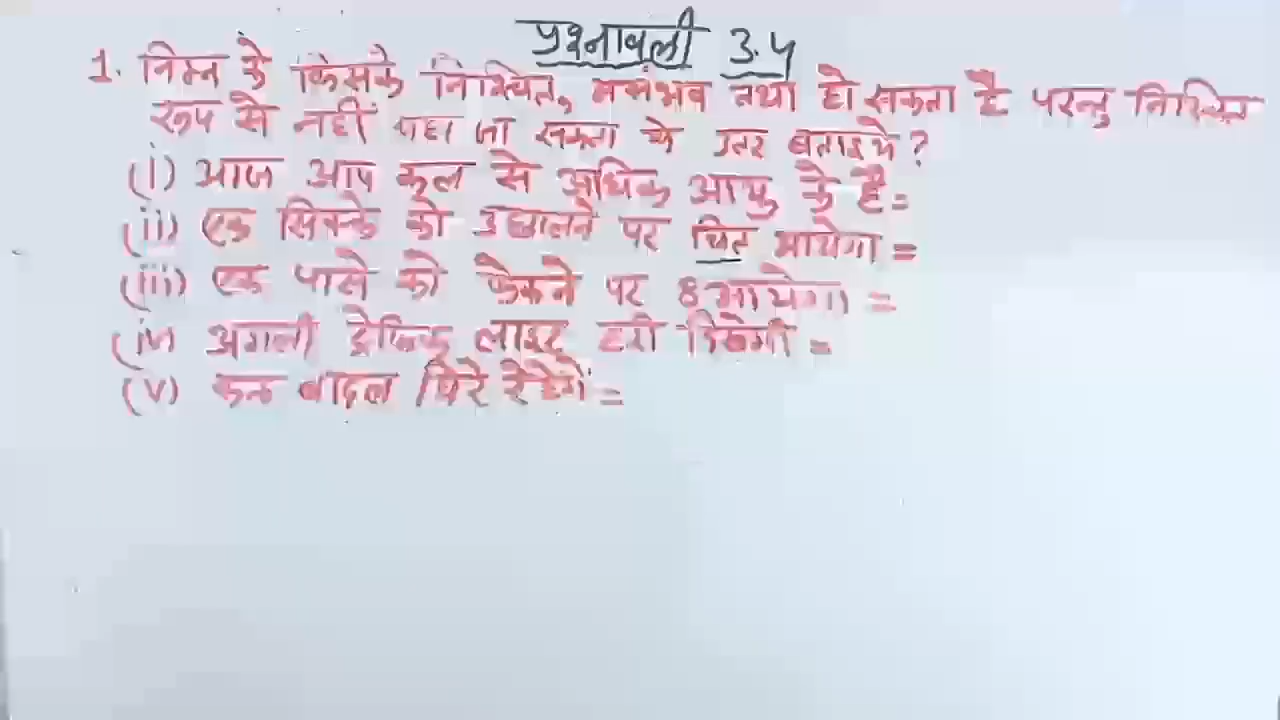 प्रश्नावली 3.4
1. निम्न के किसके निश्चित, असंभव तथा हो सकता है परन्तु निश्चित
रूप से नहीं कहा जा सकता ये उतर बताइये?
(i) आज आप कल से अधिक आयु के है=
(ii) एक सिक्के को उछालने पर चित आयेगा =
(iii) एक पासे को फेकने पर 8 आयेगा =
(iv) अगली ट्रेफिक लाइट हरी दिखेगी =
(v) कल बादल घिरे रहेगें =